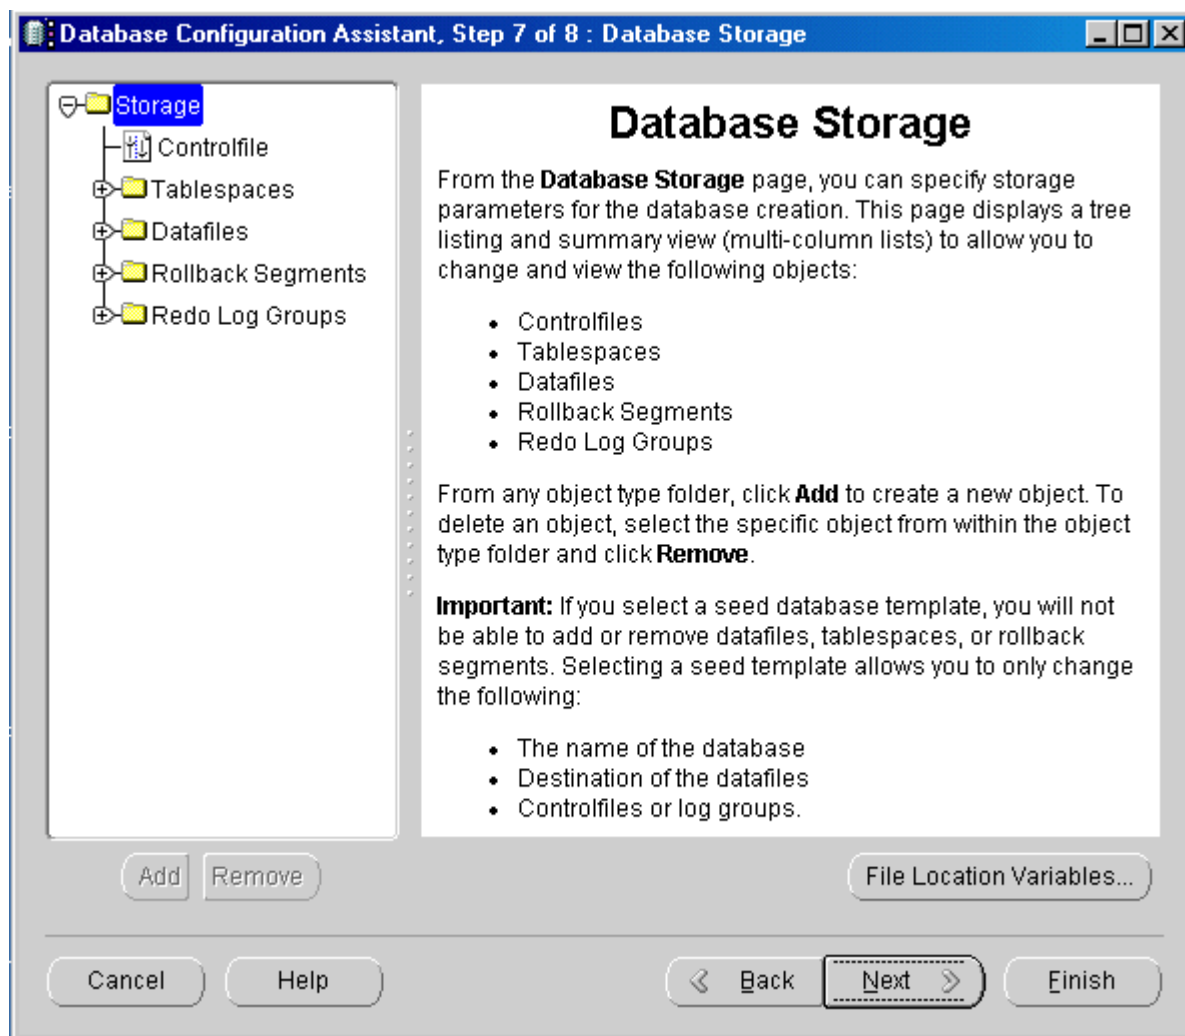 Database Configuration Assistant, Step 7 of 8 : Database Storage
Storage
Controlfile
Tablespaces
Datafiles
Rollback Segments
Redo Log Groups
Database Storage
From the Database Storage page, you can specify storage
parameters for the database creation. This page displays a tree
listing and summary view (multi-column lists) to allow you to
change and view the following objects:
• Controlfiles
• Tablespaces
• Datafiles
• Rollback Segments
• Redo Log Groups
From any object type folder, click Add to create a new object. To
delete an object, select the specific object from within the object
type folder and click Remove.
Important: If you select a seed database template, you will not
be able to add or remove datafiles, tablespaces, or rollback
segments. Selecting a seed template allows you to only change
the following:
• The name of the database
• Destination of the datafiles
• Controlfiles or log groups.
Add Remove File Location Variables...
Cancel Help Back Next Finish